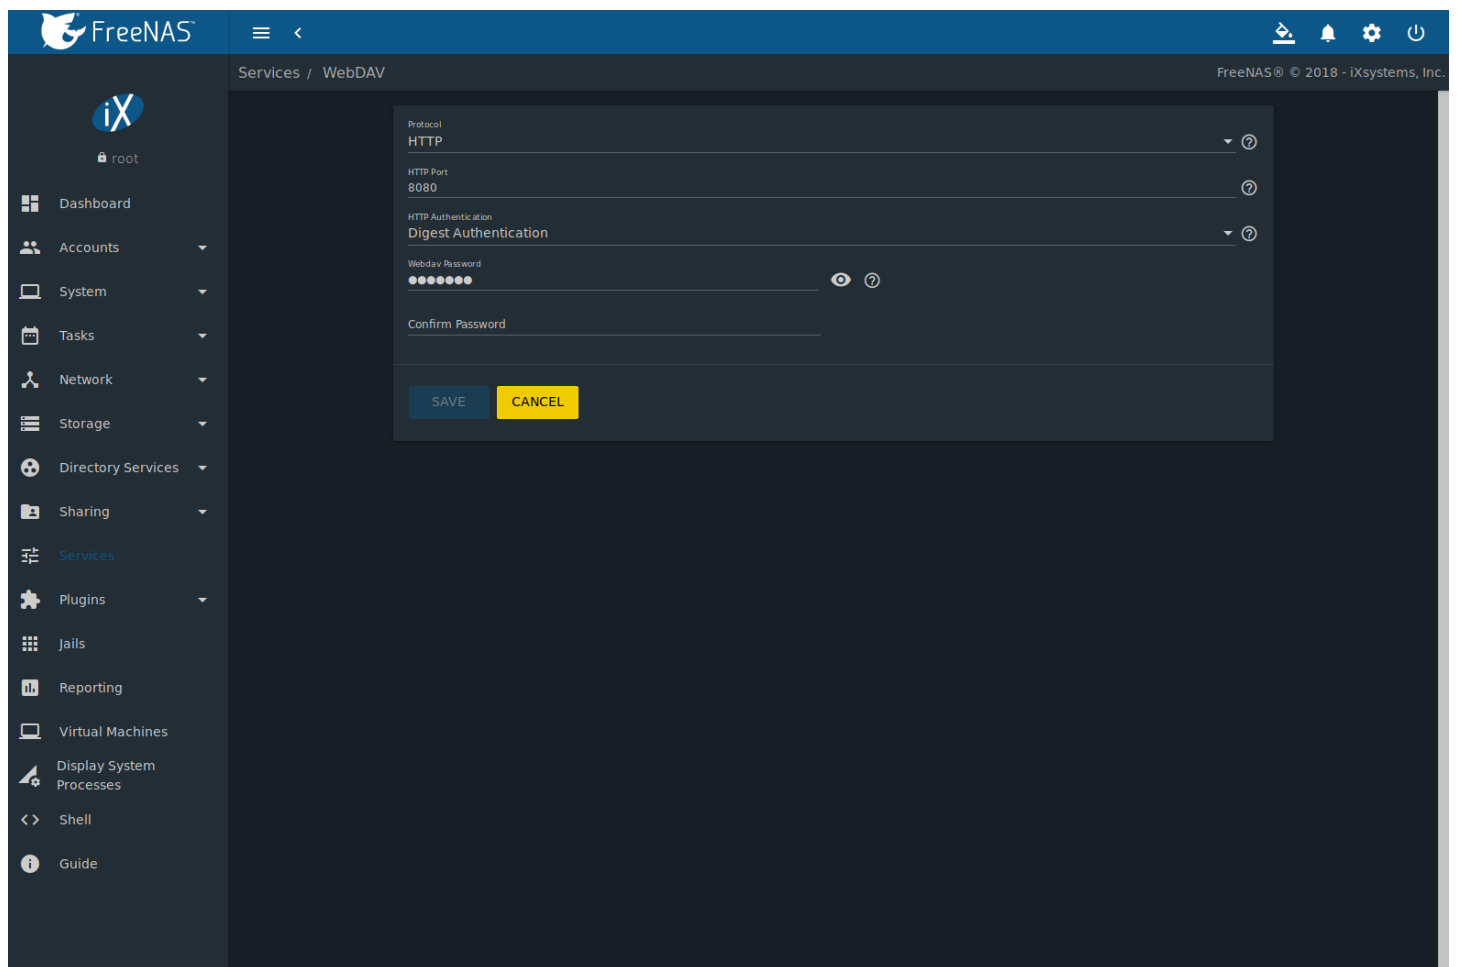 FreeNAS™
Services / WebDAV
FreeNAS® © 2018 - iXsystems, Inc.
iX
root
Dashboard
Accounts
System
Tasks
Network
Storage
Directory Services
Sharing
Services
Plugins
Jails
Reporting
Virtual Machines
Display System
Processes
Shell
Guide
Protocol
HTTP
HTTP Port
8080
HTTP Authentication
Digest Authentication
Webdav Password
●●●●●●●
Confirm Password
SAVE CANCEL